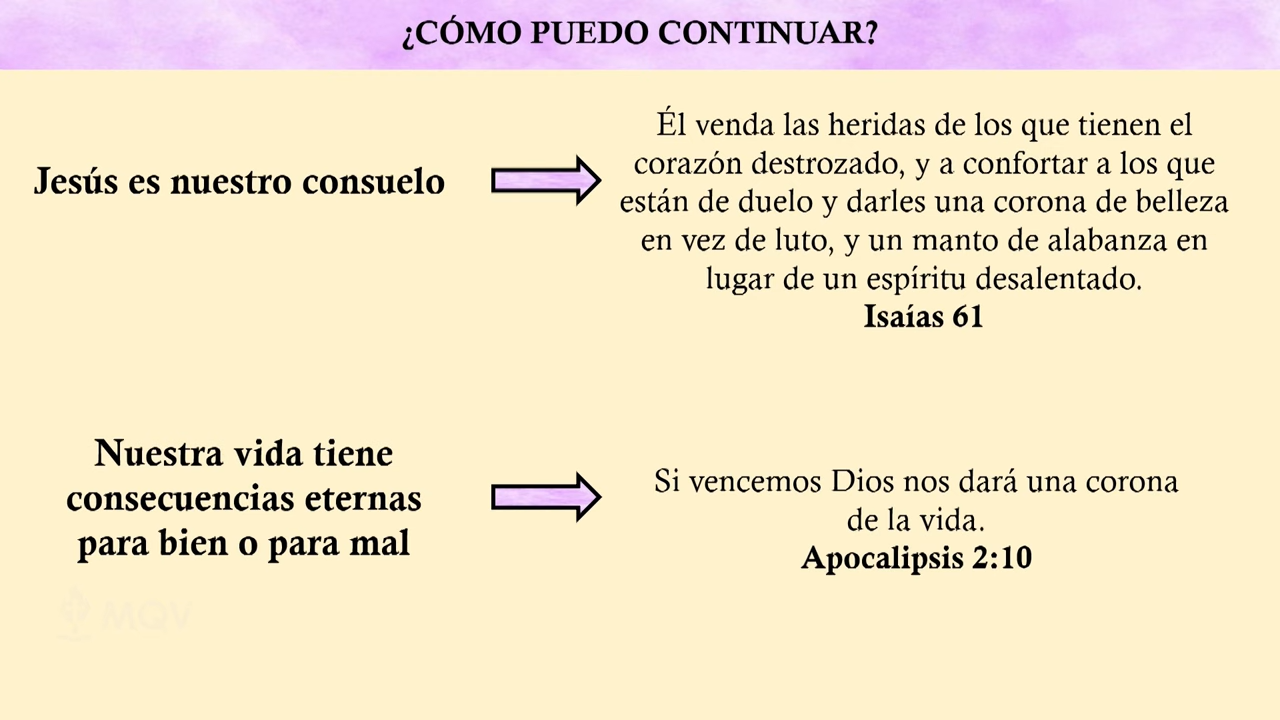 ¿CÓMO PUEDO CONTINUAR?
Jesús es nuestro consuelo
Él venda las heridas de los que tienen el
corazón destrozado, y a confortar a los que
están de duelo y darles una corona de belleza
en vez de luto, y un manto de alabanza en
lugar de un espíritu desalentado.
Isaías 61
Nuestra vida tiene
consecuencias eternas
para bien o para mal
Si vencemos Dios nos dará una corona
de la vida.
Apocalipsis 2:10
MQV